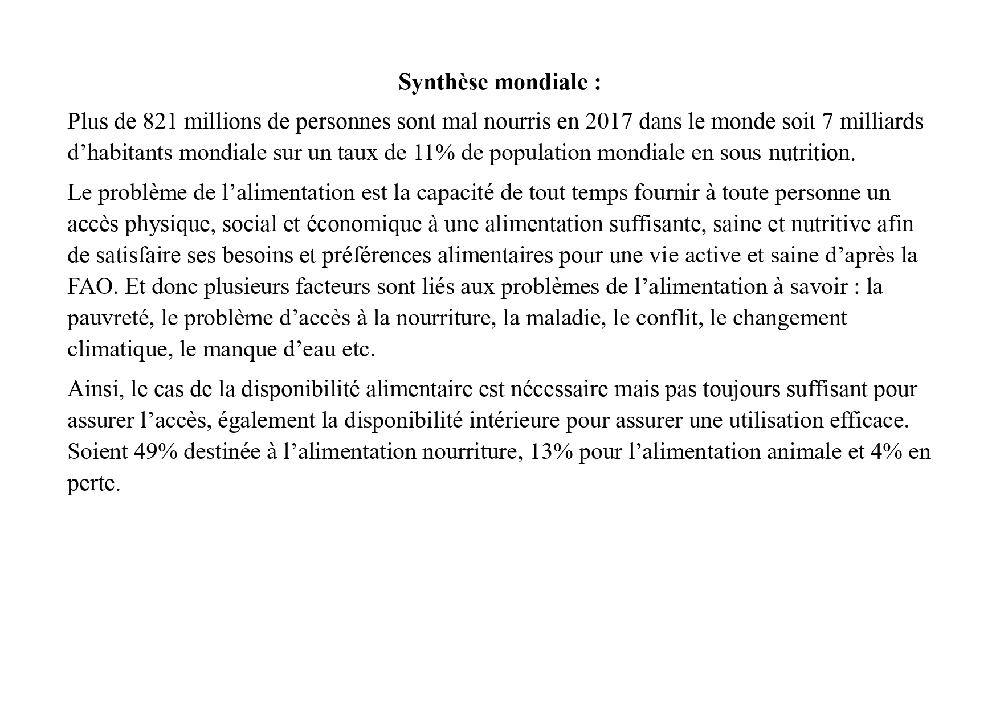 Synthèse mondiale :
Plus de 821 millions de personnes sont mal nourris en 2017 dans le monde soit 7 milliards
d’habitants mondiale sur un taux de 11% de population mondiale en sous nutrition.
Le problème de l’alimentation est la capacité de tout temps fournir à toute personne un
accès physique, social et économique à une alimentation suffisante, saine et nutritive afin
de satisfaire ses besoins et préférences alimentaires pour une vie active et saine d’après la
FAO. Et donc plusieurs facteurs sont liés aux problèmes de l’alimentation à savoir : la
pauvreté, le problème d’accès à la nourriture, la maladie, le conflit, le changement
climatique, le manque d’eau etc.
Ainsi, le cas de la disponibilité alimentaire est nécessaire mais pas toujours suffisant pour
assurer l’accès, également la disponibilité intérieure pour assurer une utilisation efficace.
Soient 49% destinée à l’alimentation nourriture, 13% pour l’alimentation animale et 4% en
perte.